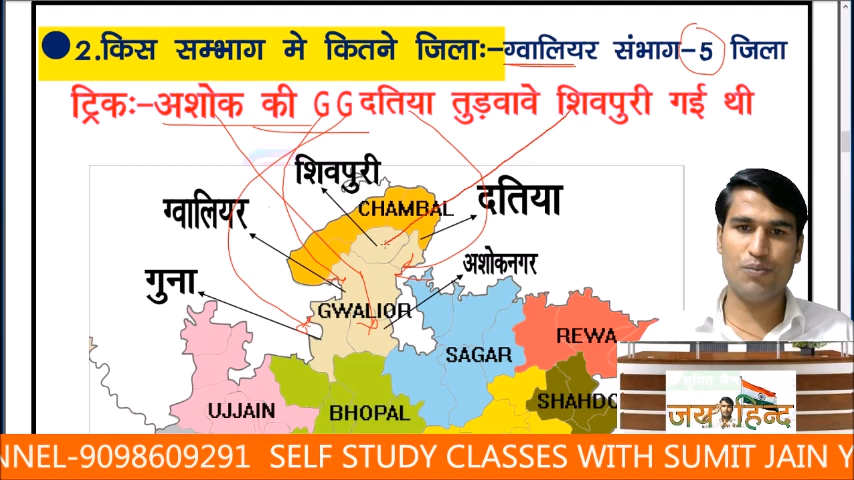 2.किस सम्भाग मे कितने जिलाः-ग्वालियर संभाग-5 जिला
ट्रिकः-अशोक की G G दतिया तुड़वावे शिवपुरी गई थी
शिवपुरी
ग्वालियर
CHAMBAL
दतिया
अशोकनगर
गुना
GWALIOR
REWA
SAGAR
SHAHDO
UJJAIN
BHOPAL
जय हिन्द
NNEL-9098609291 SELF STUDY CLASSES WITH SUMIT JAIN Y